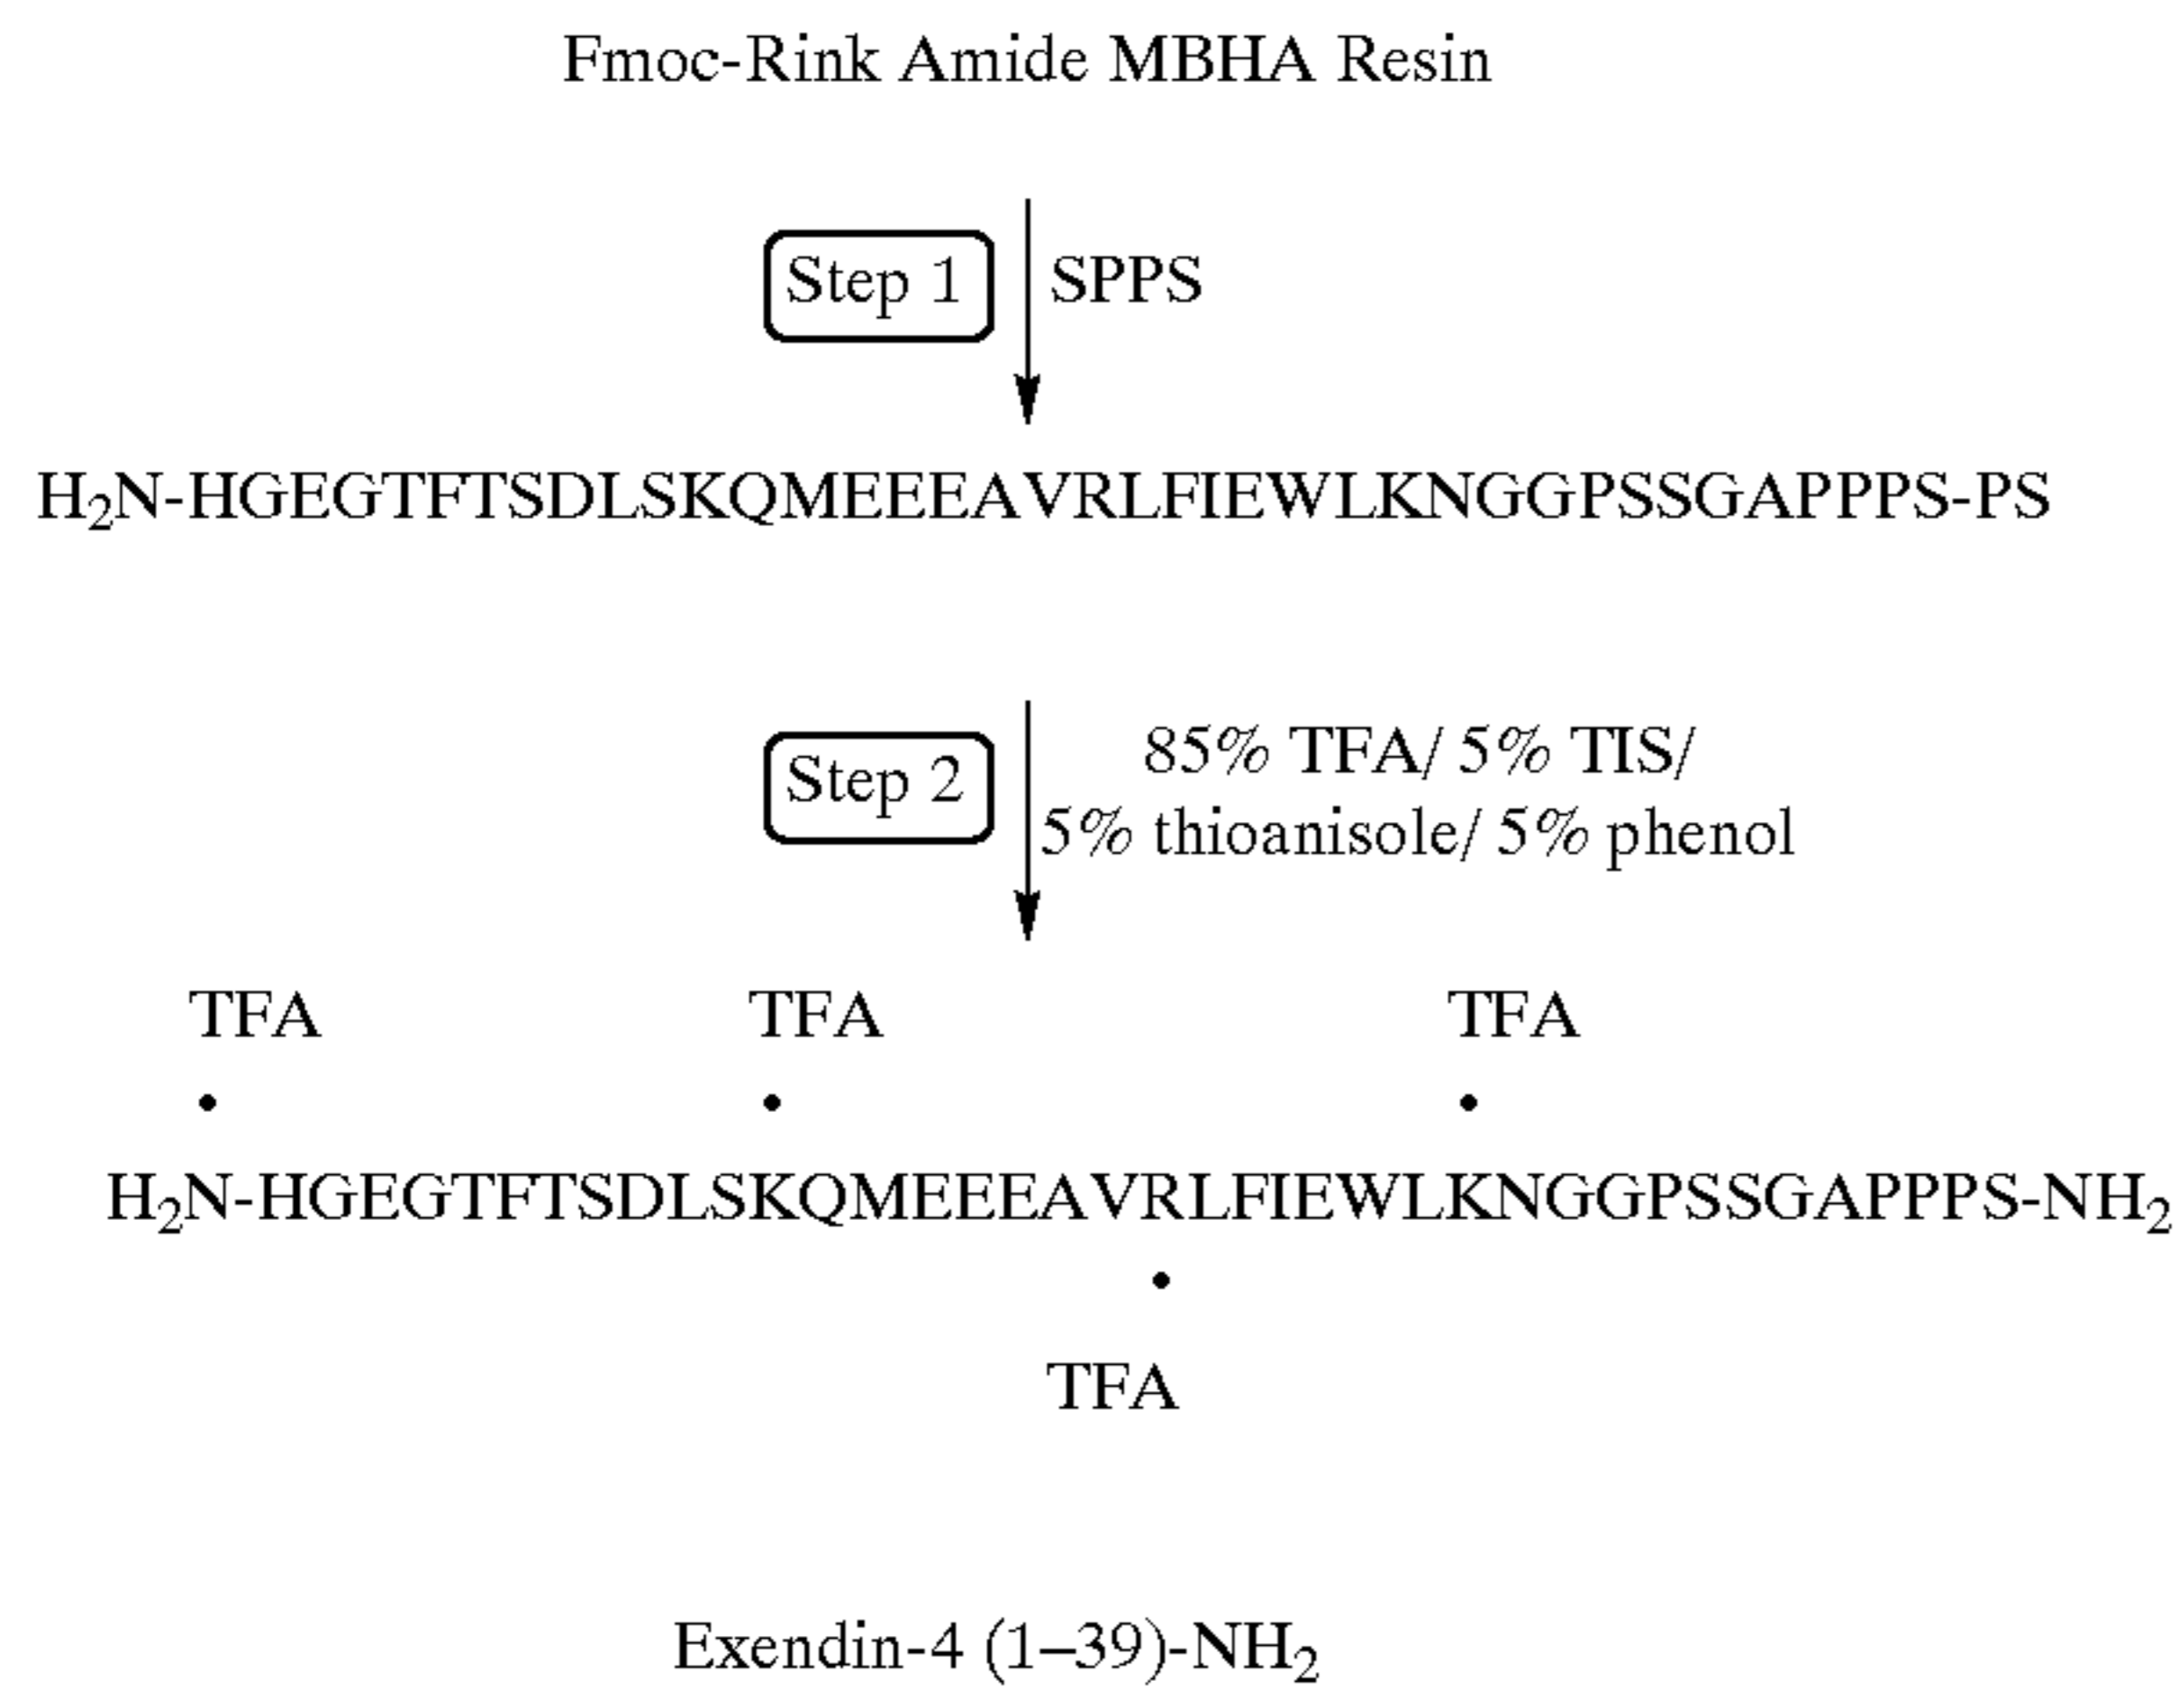 Fmoc-Rink Amide MBHA Resin
Step 1
SPPS
H₂N-HGEGTFTSDLSKQMEEEAVRLFIEWLKNGGPSSGAPPPS-PS
Step 2
85% TFA/ 5% TIS/
5% thioanisole/ 5% phenol
TFA TFA TFA
• • •
H₂N-HGEGTFTSDLSKQMEEEAVRLFIEWLKNGGPSSGAPPPS-NH₂
•
TFA
Exendin-4 (1–39)-NH₂